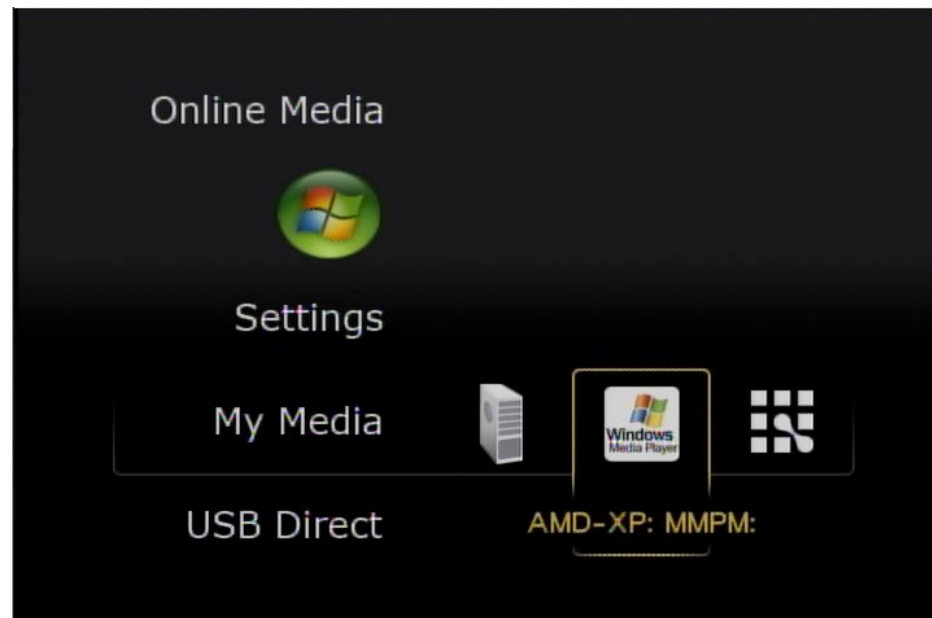 Online Media
Settings
My Media
Windows
Media Player
USB Direct
AMD-XP: MMPM: